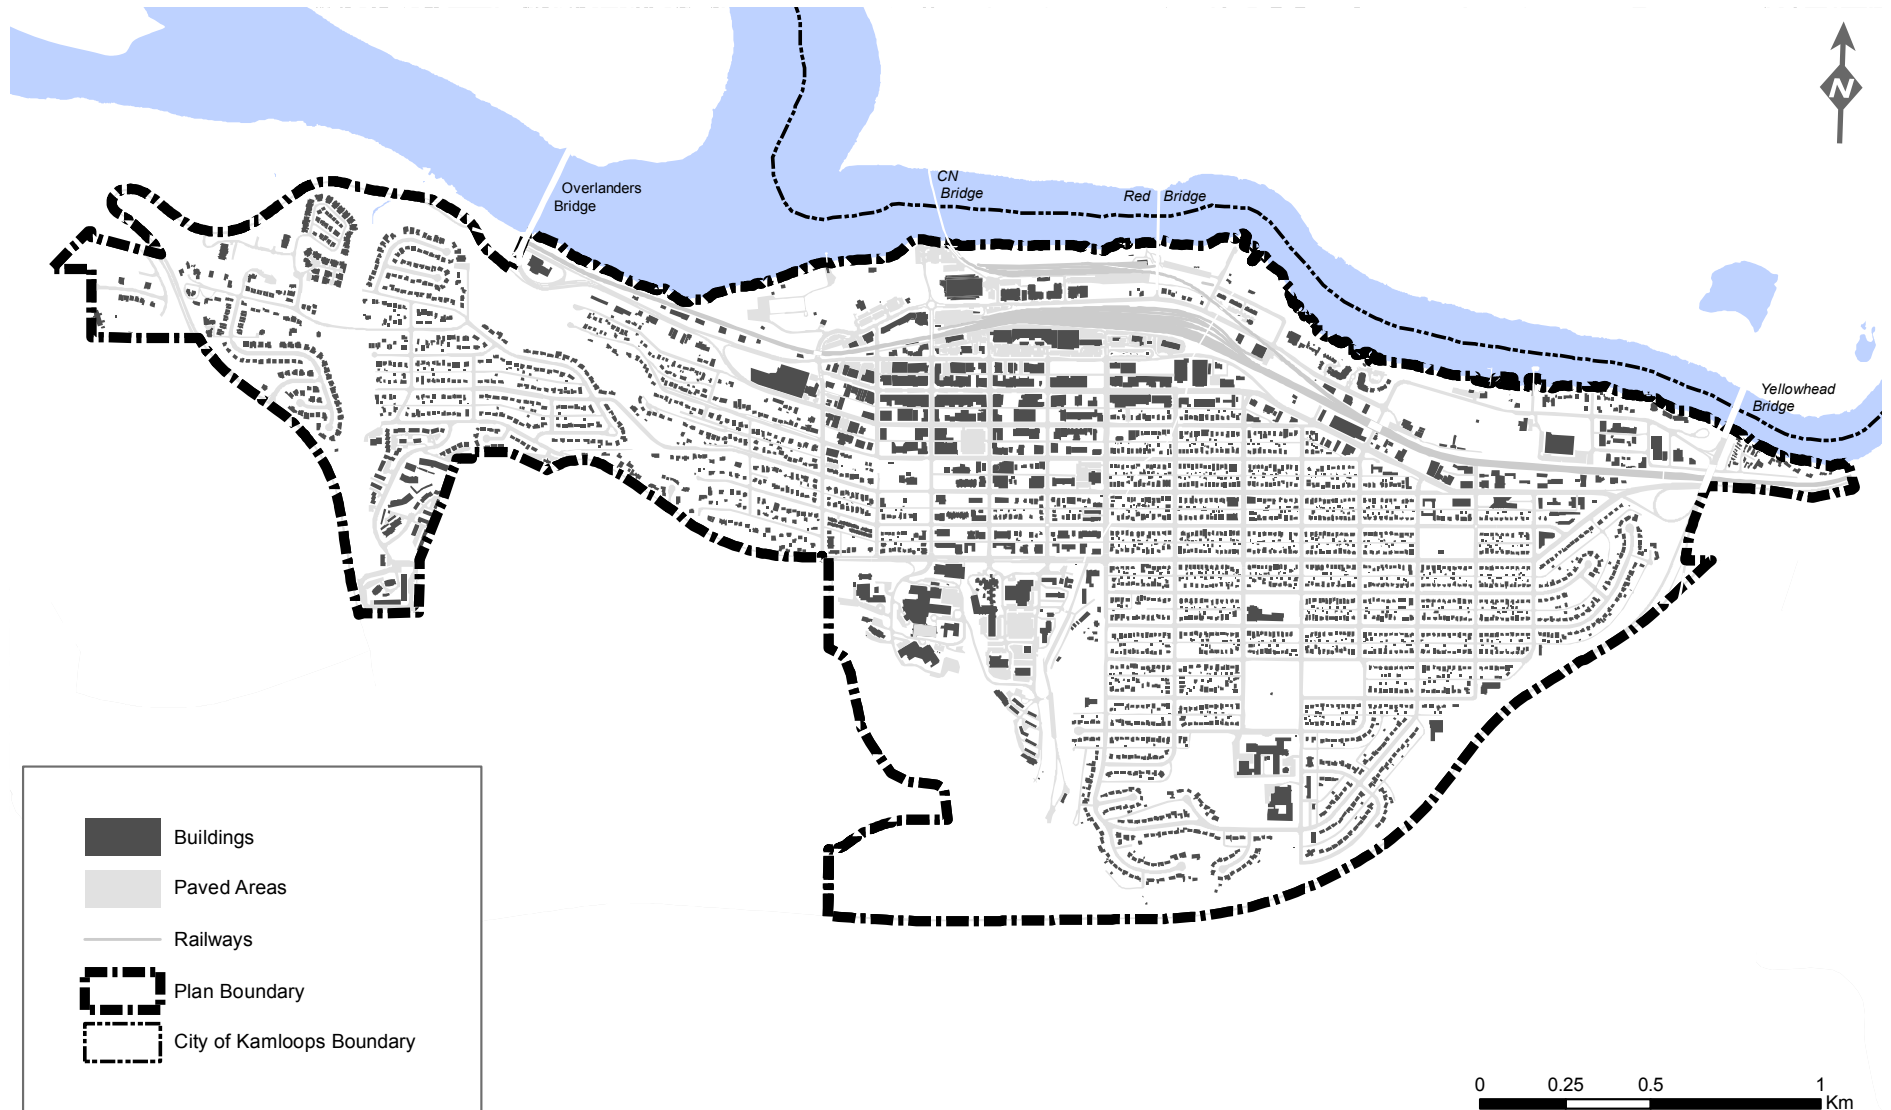 N
Overlanders
Bridge
CN
Bridge
Red Bridge
Yellowhead
Bridge
Buildings
Paved Areas
Railways
Plan Boundary
City of Kamloops Boundary
0 0.25 0.5 1
Km